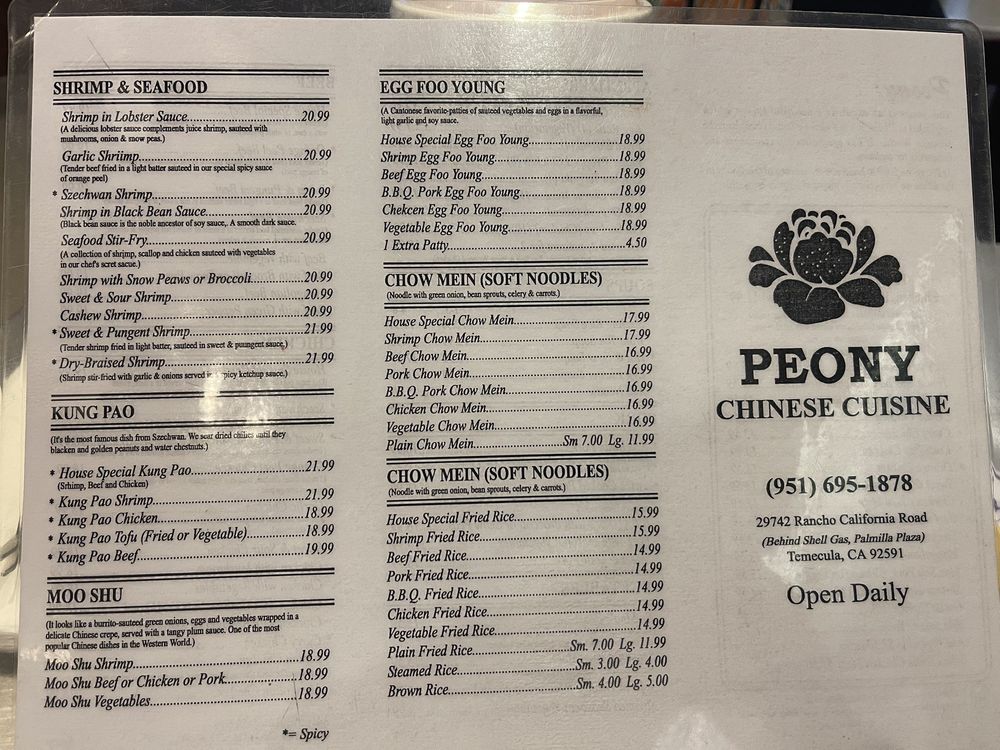 SHRIMP & SEAFOOD
Shrimp in Lobster Sauce....20.99
(A delicious lobster sauce complements juice shrimp, sauteed with
mushrooms, onion & snow peas.)
Garlic Shriimp....20.99
(Tender beef fried in a light batter sauteed in our special spicy sauce
of orange peel)
* Szechwan Shrimp....20.99
Shrimp in Black Bean Sauce....20.99
(Black bean sauce is the noble ancestor of soy sauce, A smooth dark sauce.
Seafood Stir-Fry....20.99
(A collection of shrimp, scallop and chicken sauteed with vegetables
in our chef's scret sacue.)
Shrimp with Snow Peaws or Broccoli....20.99
Sweet & Sour Shrimp....20.99
Cashew Shrimp....20.99
* Sweet & Pungent Shrimp....21.99
(Tender shrimp fried in light batter, sauteed in sweet & puungent sauce,)
* Dry-Braised Shrimp....21.99
(Shrimp stir-fried with garlic & onions served spicy ketchup sauce.)
KUNG PAO
(It's the most famous dish from Szechwan. We sear dried chilies until they
blacken and golden peanuts and water chestnuts.)
* House Special Kung Pao....21.99
(Srhimp, Beef and Chicken)
* Kung Pao Shrimp....21.99
* Kung Pao Chicken....18.99
* Kung Pao Tofu (Fried or Vegetable)....18.99
* Kung Pao Beef....19.99
MOO SHU
(It looks like a burrito-sauteed green onions, eggs and vegetables wrapped in a
delicate Chinese crepe, served with a tangy plum sauce. One of the most
popular Chinese dishes in the Western World.)
Moo Shu Shrimp....18.99
Moo Shu Beef or Chicken or Pork....18.99
Moo Shu Vegetables....18.99
*= Spicy
EGG FOO YOUNG
(A Cantonese favorite-patties of sauteed vegetables and eggs in a flavorful,
light garlic and soy sauce.
House Special Egg Foo Young....18.99
Shrimp Egg Foo Young....18.99
Beef Egg Foo Young....18.99
B.B.Q. Pork Egg Foo Young....18.99
Chekcen Egg Foo Young....18.99
Vegetable Egg Foo Young....18.99
1 Extra Patty....4.50
CHOW MEIN (SOFT NOODLES)
(Noodle with green onion, bean sprouts, celery & carrots.)
House Special Chow Mein....17.99
Shrimp Chow Mein....17.99
Beef Chow Mein....16.99
Pork Chow Mein....16.99
B.B.Q. Pork Chow Mein....16.99
Chicken Chow Mein....16.99
Vegetable Chow Mein....16.99
Plain Chow Mein....Sm 7.00 Lg. 11.99
CHOW MEIN (SOFT NOODLES)
(Noodle with green onion, bean sprouts, celery & carrots.)
House Special Fried Rice....15.99
Shrimp Fried Rice....15.99
Beef Fried Rice....14.99
Pork Fried Rice....14.99
B.B.Q. Fried Rice....14.99
Chicken Fried Rice....14.99
Vegetable Fried Rice....14.99
Plain Fried Rice....Sm. 7.00 Lg. 11.99
Steamed Rice....Sm. 3.00 Lg. 4.00
Brown Rice....Sm. 4.00 Lg. 5.00
PEONY
CHINESE CUISINE
(951) 695-1878
29742 Rancho California Road
(Behind Shell Gas, Palmilla Plaza)
Temecula, CA 92591
Open Daily